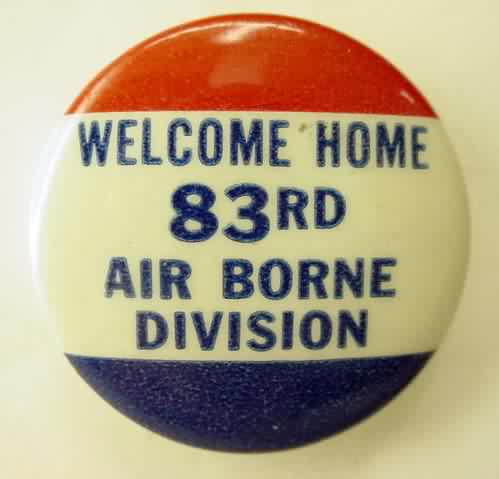 WELCOME HOME
83RD
AIR BORNE
DIVISION